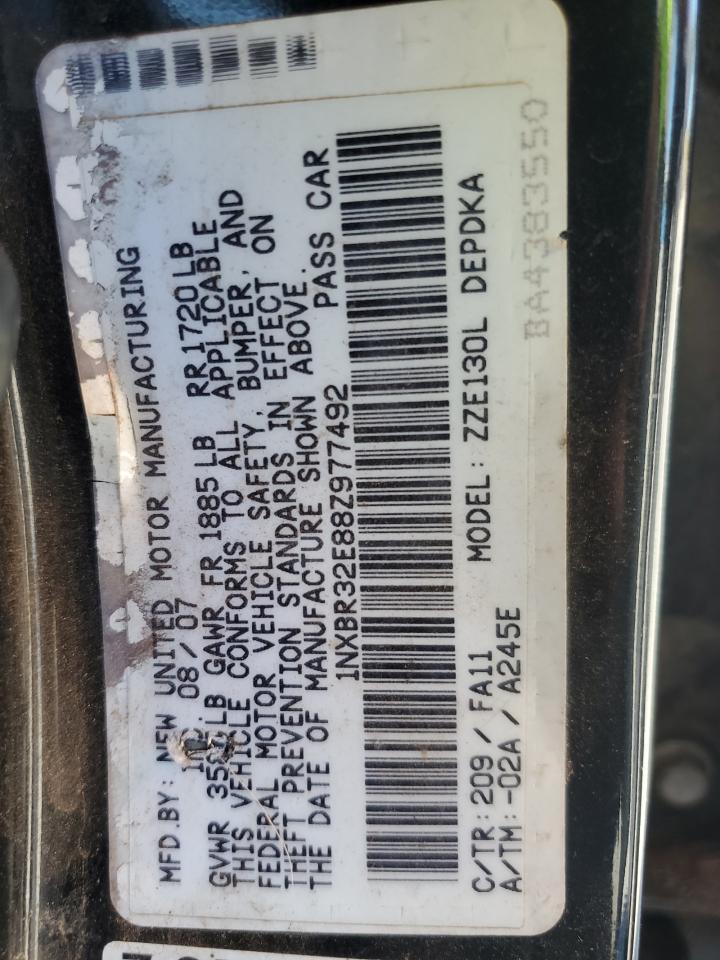 MFD.BY: NEW UNITED MOTOR MANUFACTURING
08/07
GVWR LB GAWR FR 1885 LB RR 1720 LB
THIS VEHICLE CONFORMS TO ALL APPLICABLE
FEDERAL MOTOR VEHICLE SAFETY, BUMPER, AND
THEFT PREVENTION STANDARDS IN EFFECT ON
THE DATE OF MANUFACTURE SHOWN ABOVE.
1NXBR32E88Z977492 PASS CAR
C/TR: 209 / FA11 MODEL: ZZE130L DEPDKA
A/TM: -02A / A245E
BA4383550